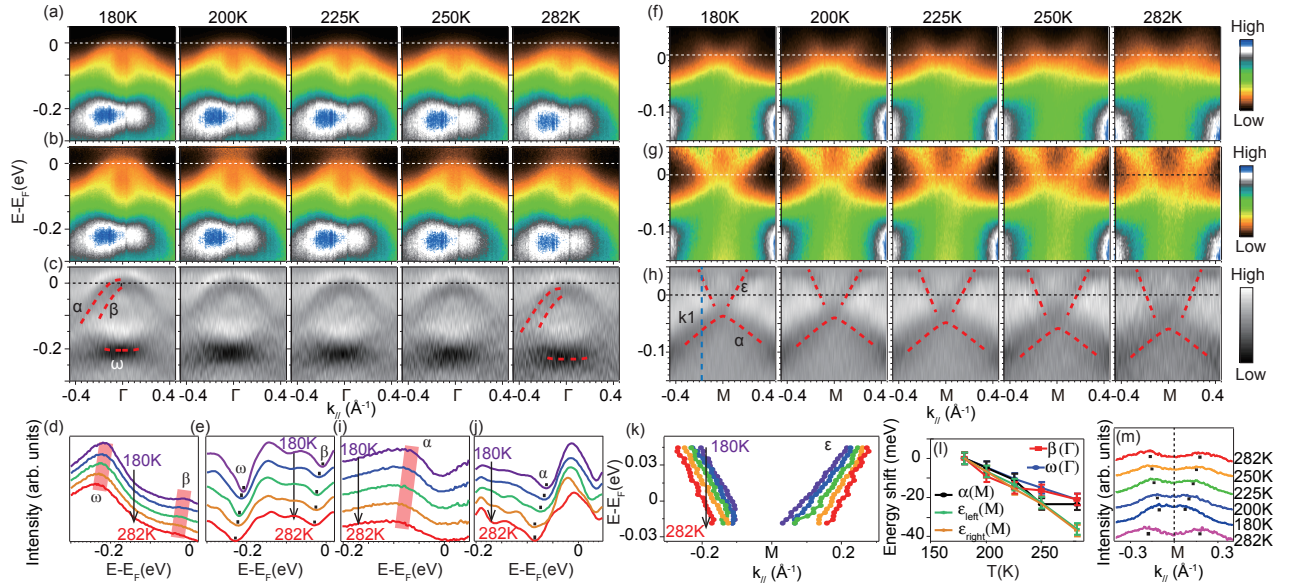 (a) 180K 200K 225K 250K 282K
0
-0.2
High
Low
(b)
0
-0.2
E-E_F(eV)
High
Low
(c)
0
-0.2
α
β
ω
-0.4 Γ 0.4 -0.4 Γ 0.4 -0.4 Γ 0.4 -0.4 Γ 0.4 -0.4 Γ 0.4
k// (Å⁻¹)
(f) 180K 200K 225K 250K 282K
0
-0.1
High
Low
(g)
0
-0.1
High
Low
(h)
0
-0.1
k1
ε
α
High
Low
-0.4 M 0.4 -0.4 M 0.4 -0.4 M 0.4 -0.4 M 0.4 -0.4 M 0.4
k// (Å⁻¹)
(d)
Intensity (arb. units)
180K
β
ω
282K
-0.2 0
E-E_F(eV)
(e)
180K
β
ω
282K
-0.2 0
E-E_F(eV)
(i)
180K
α
282K
-0.2 0
E-E_F(eV)
(j)
180K
α
282K
-0.2 0
E-E_F(eV)
(k)
E-E_F(eV)
0.03
0
-0.03
180K
ε
282K
-0.2 M 0.2
k// (Å⁻¹)
(l)
Energy shift (meV)
0
-20
-40
β(Γ)
ω(Γ)
α(M)
ε_left(M)
ε_right(M)
150 200 250
T(K)
(m)
Intensity (arb. units)
282K
250K
225K
200K
180K
282K
-0.3 M 0.3
k// (Å⁻¹)